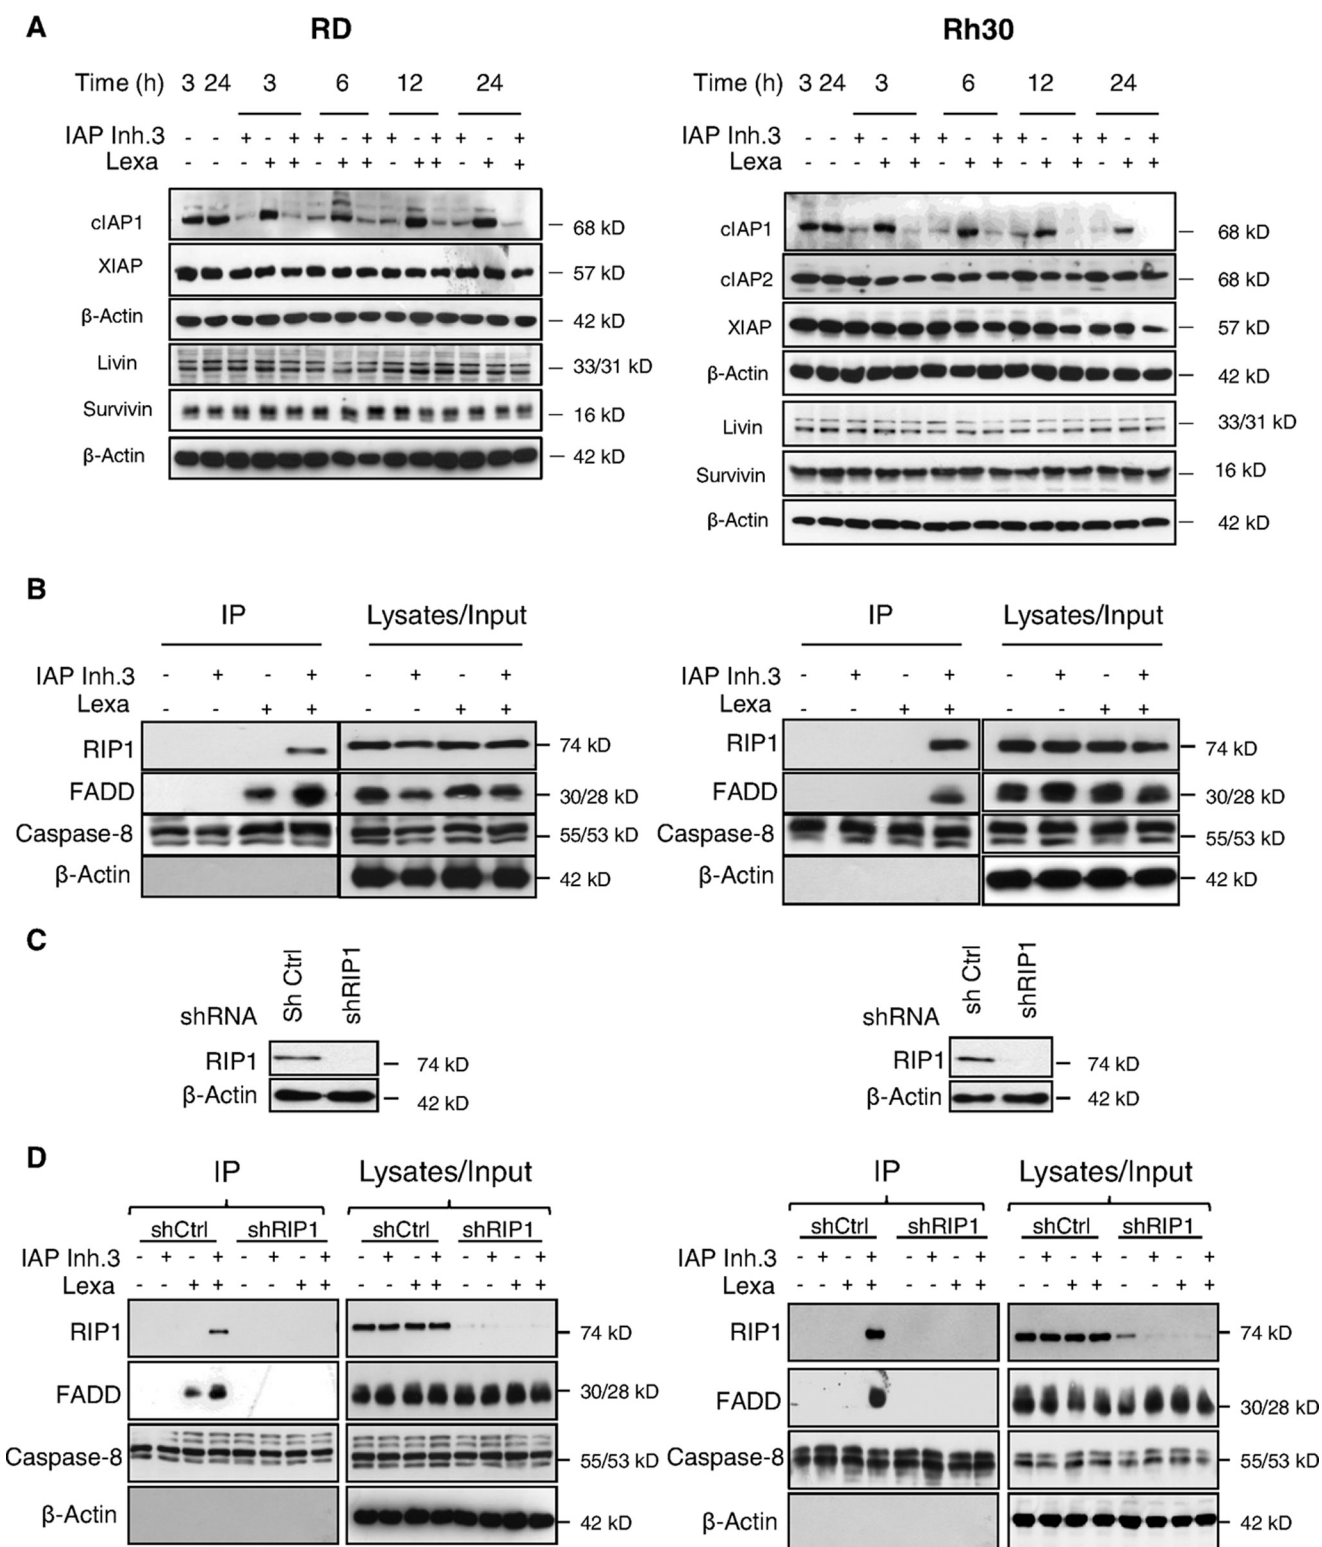 A
RD
Time (h) 3 24 3 6 12 24
IAP Inh.3 - - + - + + - + + - + + - +
Lexa - - - + + - + + - + + - + +
cIAP1 68 kD
XIAP 57 kD
β-Actin 42 kD
Livin 33/31 kD
Survivin 16 kD
β-Actin 42 kD
Rh30
Time (h) 3 24 3 6 12 24
IAP Inh.3 - - + - + + - + + - + + - +
Lexa - - - + + - + + - + + - + +
cIAP1 68 kD
cIAP2 68 kD
XIAP 57 kD
β-Actin 42 kD
Livin 33/31 kD
Survivin 16 kD
β-Actin 42 kD
B
IP Lysates/Input
IAP Inh.3 - + - + - + - +
Lexa - - + + - - + +
RIP1 74 kD
FADD 30/28 kD
Caspase-8 55/53 kD
β-Actin 42 kD
IP Lysates/Input
IAP Inh.3 - + - + - + - +
Lexa - - + + - - + +
RIP1 74 kD
FADD 30/28 kD
Caspase-8 55/53 kD
β-Actin 42 kD
C
shRNA Sh Ctrl shRIP1
RIP1 74 kD
β-Actin 42 kD
shRNA sh Ctrl shRIP1
RIP1 74 kD
β-Actin 42 kD
D
IP Lysates/Input
shCtrl shRIP1 shCtrl shRIP1
IAP Inh.3 - + - + - + - + - + - + - + - +
Lexa - - + + - - + + - - + + - - + +
RIP1 74 kD
FADD 30/28 kD
Caspase-8 55/53 kD
β-Actin 42 kD
IP Lysates/Input
shCtrl shRIP1 shCtrl shRIP1
IAP Inh.3 - + - + - + - + - + - + - + - +
Lexa - - + + - - + + - - + + - - + +
RIP1 74 kD
FADD 30/28 kD
Caspase-8 55/53 kD
β-Actin 42 kD